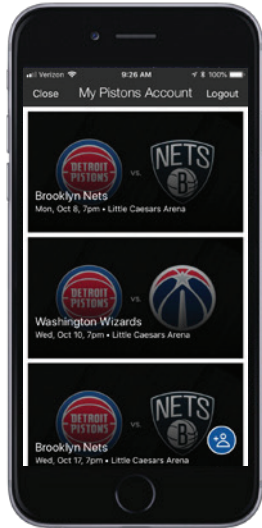 Verizon 9:26 AM 100%
Close My Pistons Account Logout
DETROIT
PISTONS
vs.
NETS
B
Brooklyn Nets
Mon, Oct 8, 7pm • Little Caesars Arena
DETROIT
PISTONS
vs.
Washington Wizards
Wed, Oct 10, 7pm • Little Caesars Arena
DETROIT
PISTONS
vs.
NETS
B
Brooklyn Nets
Wed, Oct 17, 7pm • Little Caesars Arena